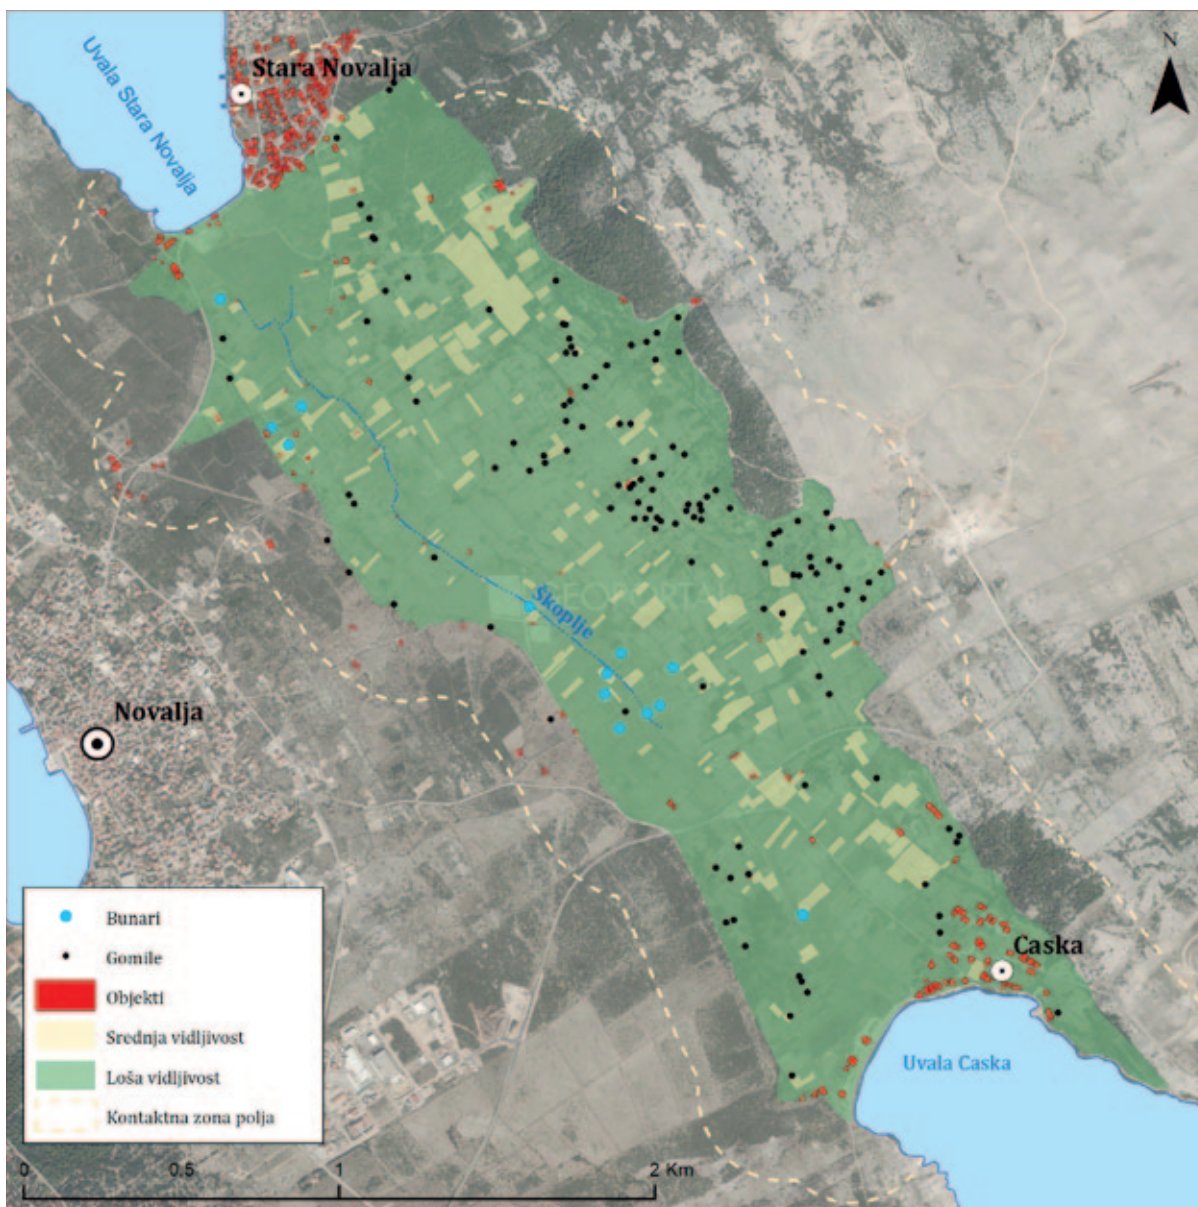 Uvala Stara Novalja
Stara Novalja
N
GEOPORTAL
Škoplje
Novalja
Caska
Uvala Caska
Bunari
Gomile
Objekti
Srednja vidljivost
Loša vidljivost
Kontaktna zona polja
0 0.5 1 2 Km